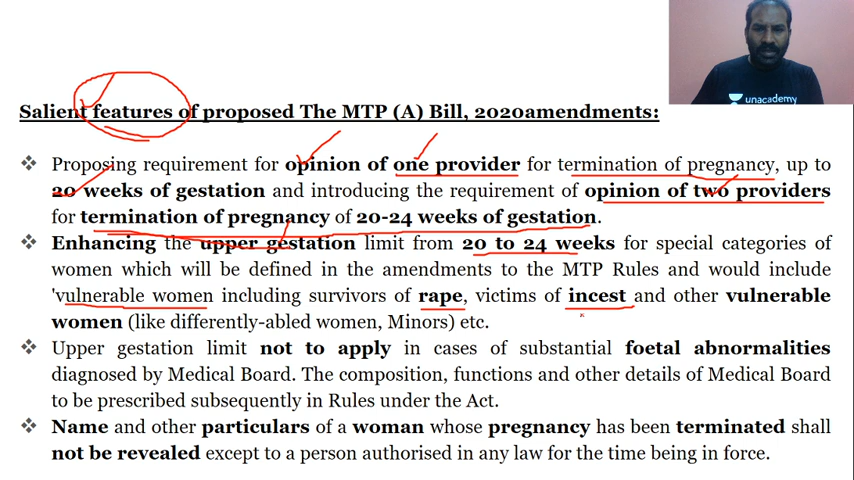 unacademy
Salient features of proposed The MTP (A) Bill, 2020amendments:
❖ Proposing requirement for opinion of one provider for termination of pregnancy, up to
20 weeks of gestation and introducing the requirement of opinion of two providers
for termination of pregnancy of 20-24 weeks of gestation.
❖ Enhancing the upper gestation limit from 20 to 24 weeks for special categories of
women which will be defined in the amendments to the MTP Rules and would include
'vulnerable women including survivors of rape, victims of incest and other vulnerable
women (like differently-abled women, Minors) etc.
❖ Upper gestation limit not to apply in cases of substantial foetal abnormalities
diagnosed by Medical Board. The composition, functions and other details of Medical Board
to be prescribed subsequently in Rules under the Act.
❖ Name and other particulars of a woman whose pregnancy has been terminated shall
not be revealed except to a person authorised in any law for the time being in force.